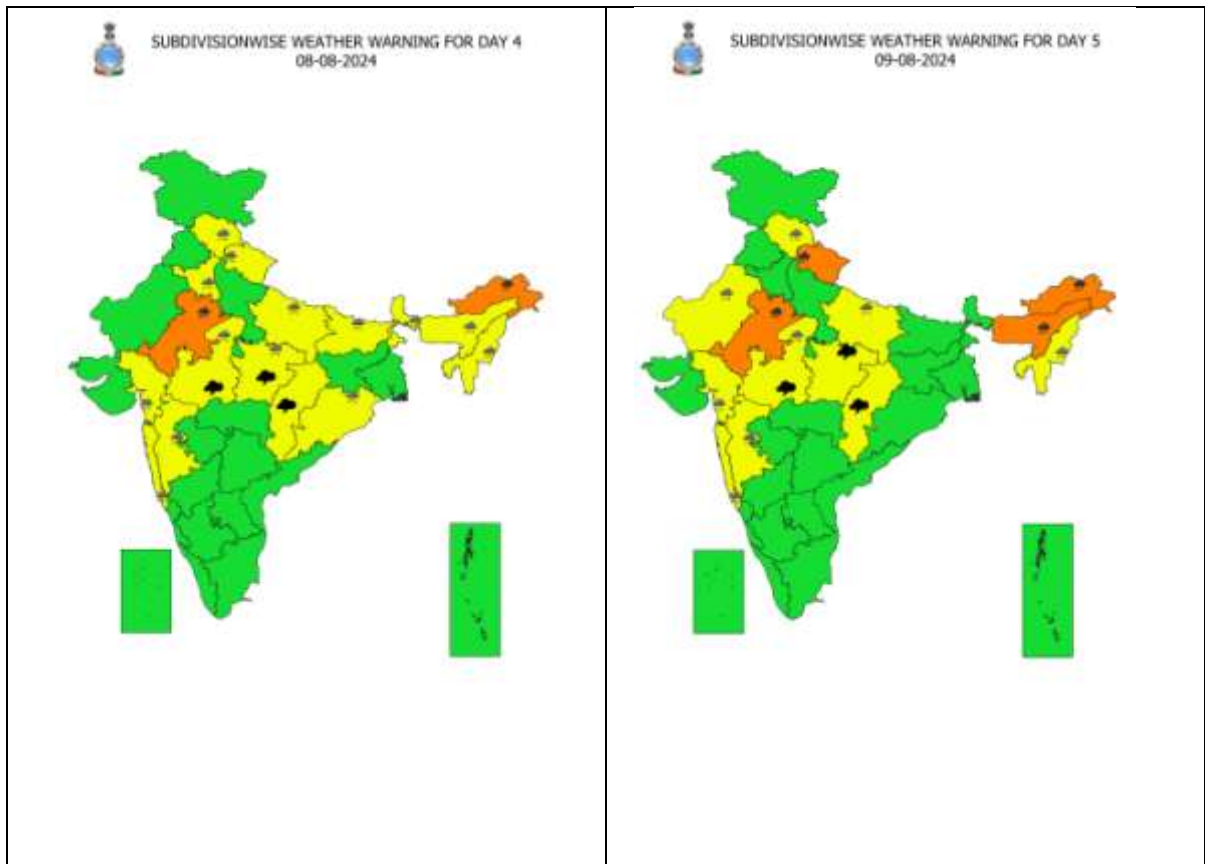 SUBDIVISIONWISE WEATHER WARNING FOR DAY 4
08-08-2024
SUBDIVISIONWISE WEATHER WARNING FOR DAY 5
09-08-2024